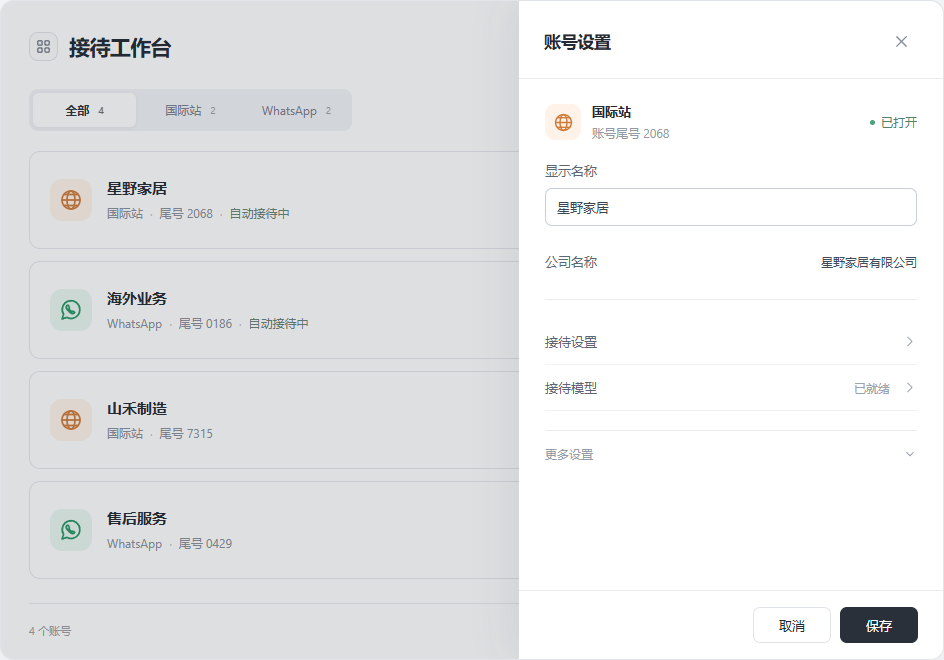 接待工作台
全部 4 国际站 2 WhatsApp 2
星野家居
国际站 · 尾号 2068 · 自动接待中
海外业务
WhatsApp · 尾号 0186 · 自动接待中
山禾制造
国际站 · 尾号 7315
售后服务
WhatsApp · 尾号 0429
4 个账号
账号设置
国际站
账号尾号 2068
已打开
显示名称
星野家居
公司名称 星野家居有限公司
接待设置
接待模型 已就绪
更多设置
取消 保存